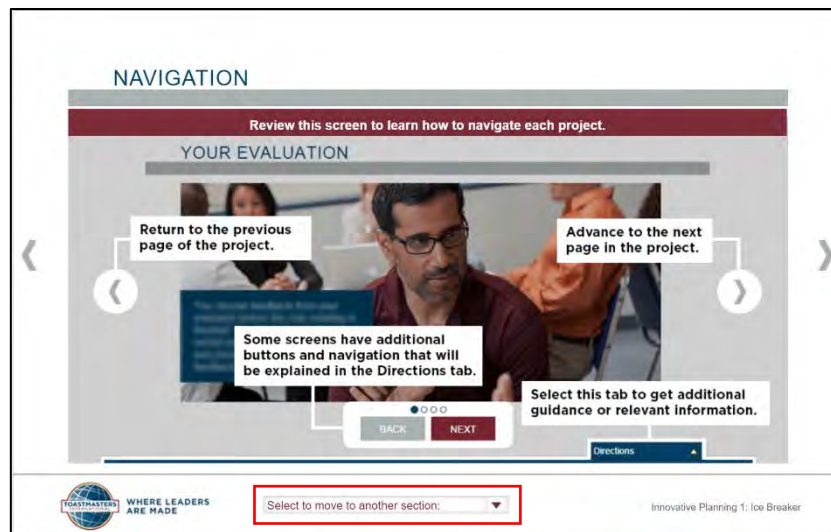 NAVIGATION
Review this screen to learn how to navigate each project.
YOUR EVALUATION
Return to the previous
page of the project.
Advance to the next
page in the project.
Some screens have additional
buttons and navigation that will
be explained in the Directions tab.
Select this tab to get additional
guidance or relevant information.
BACK
NEXT
Directions
TOASTMASTERS
INTERNATIONAL
WHERE LEADERS
ARE MADE
Select to move to another section:
Innovative Planning 1: Ice Breaker